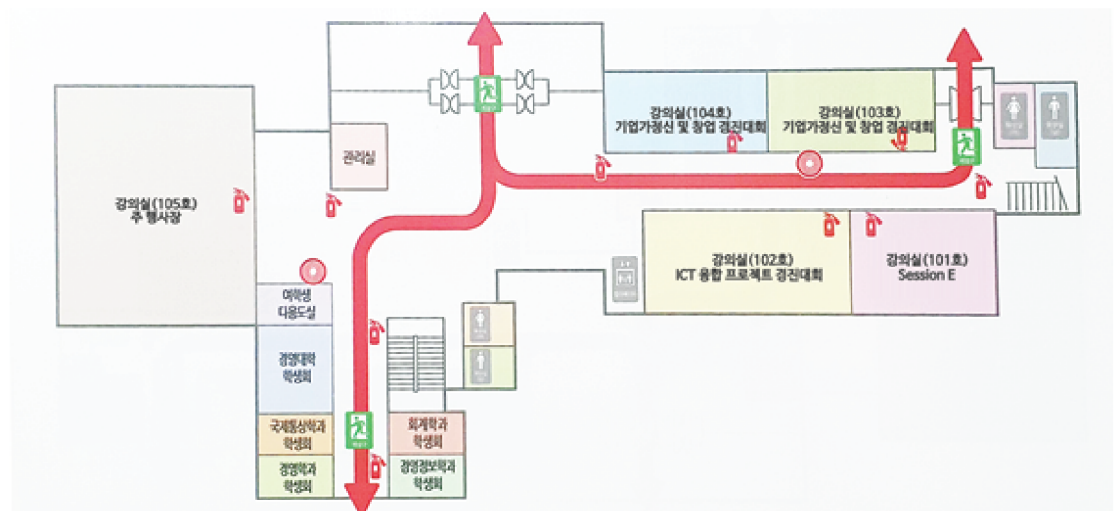 강의실(104호)
기업가정신 및 창업 경진대회
강의실(103호)
기업가정신 및 창업 경진대회
관리실
강의실(105호)
주 행사장
강의실(102호)
ICT 융합 프로젝트 경진대회
강의실(101호)
Session E
여학생
다용도실
경영대학
학생회
국제통상학과
학생회
회계학과
학생회
경영학과
학생회
경영정보학과
학생회